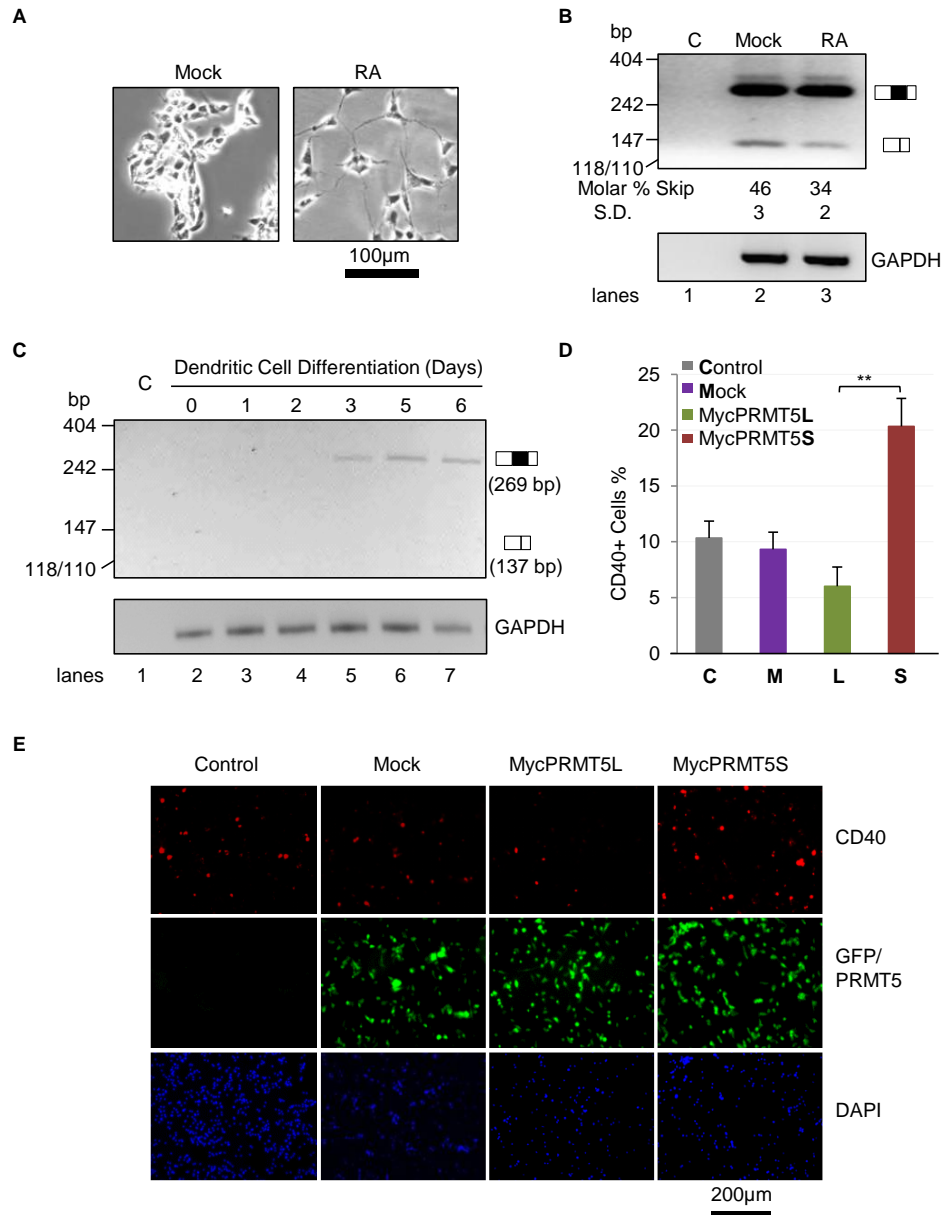 A
Mock RA
100µm
B
bp C Mock RA
404
242
147
118/110
Molar % Skip 46 34
S.D. 3 2
GAPDH
lanes 1 2 3
C
Dendritic Cell Differentiation (Days)
C
bp 0 1 2 3 5 6
404
242
(269 bp)
147
118/110
(137 bp)
GAPDH
lanes 1 2 3 4 5 6 7
D
Control
Mock
MycPRMT5L
MycPRMT5S
**
CD40+ Cells %
25
20
15
10
5
0
C M L S
E
Control Mock MycPRMT5L MycPRMT5S
CD40
GFP/
PRMT5
DAPI
200µm